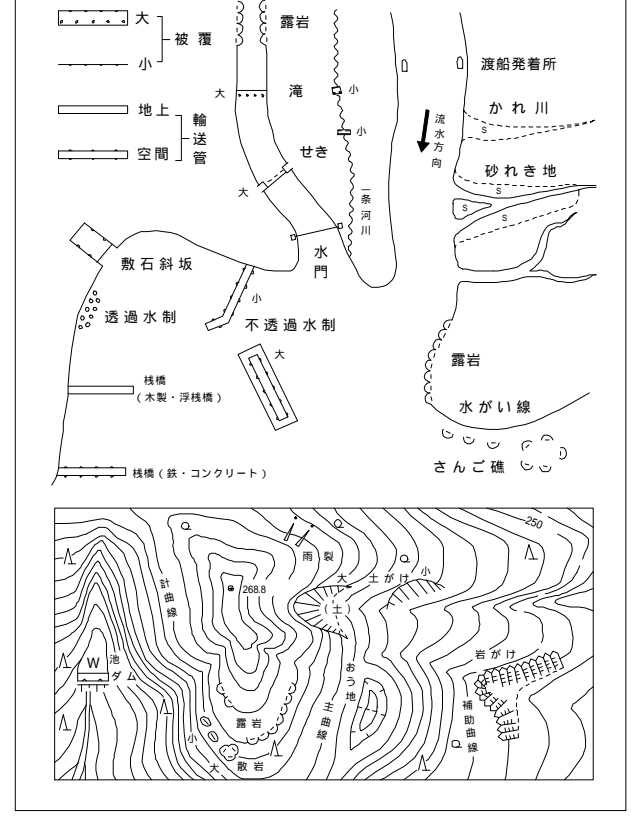 大
被覆
小
地上
輸送管
空間
露岩
大
滝
小
小
せき
大
一条河川
水門
流水方向
渡船発着所
かれ川
S
砂れき地
S
S
S
敷石斜坂
小
透過水制
不透過水制
大
桟橋
（木製・浮桟橋）
桟橋（鉄・コンクリート）
露岩
水がい線
さんご礁
250
雨裂
計曲線
268.8
大
土がけ
小
（土）
岩がけ
W
池
ダム
おう地
主曲線
補助曲線
露岩
小
大
散岩